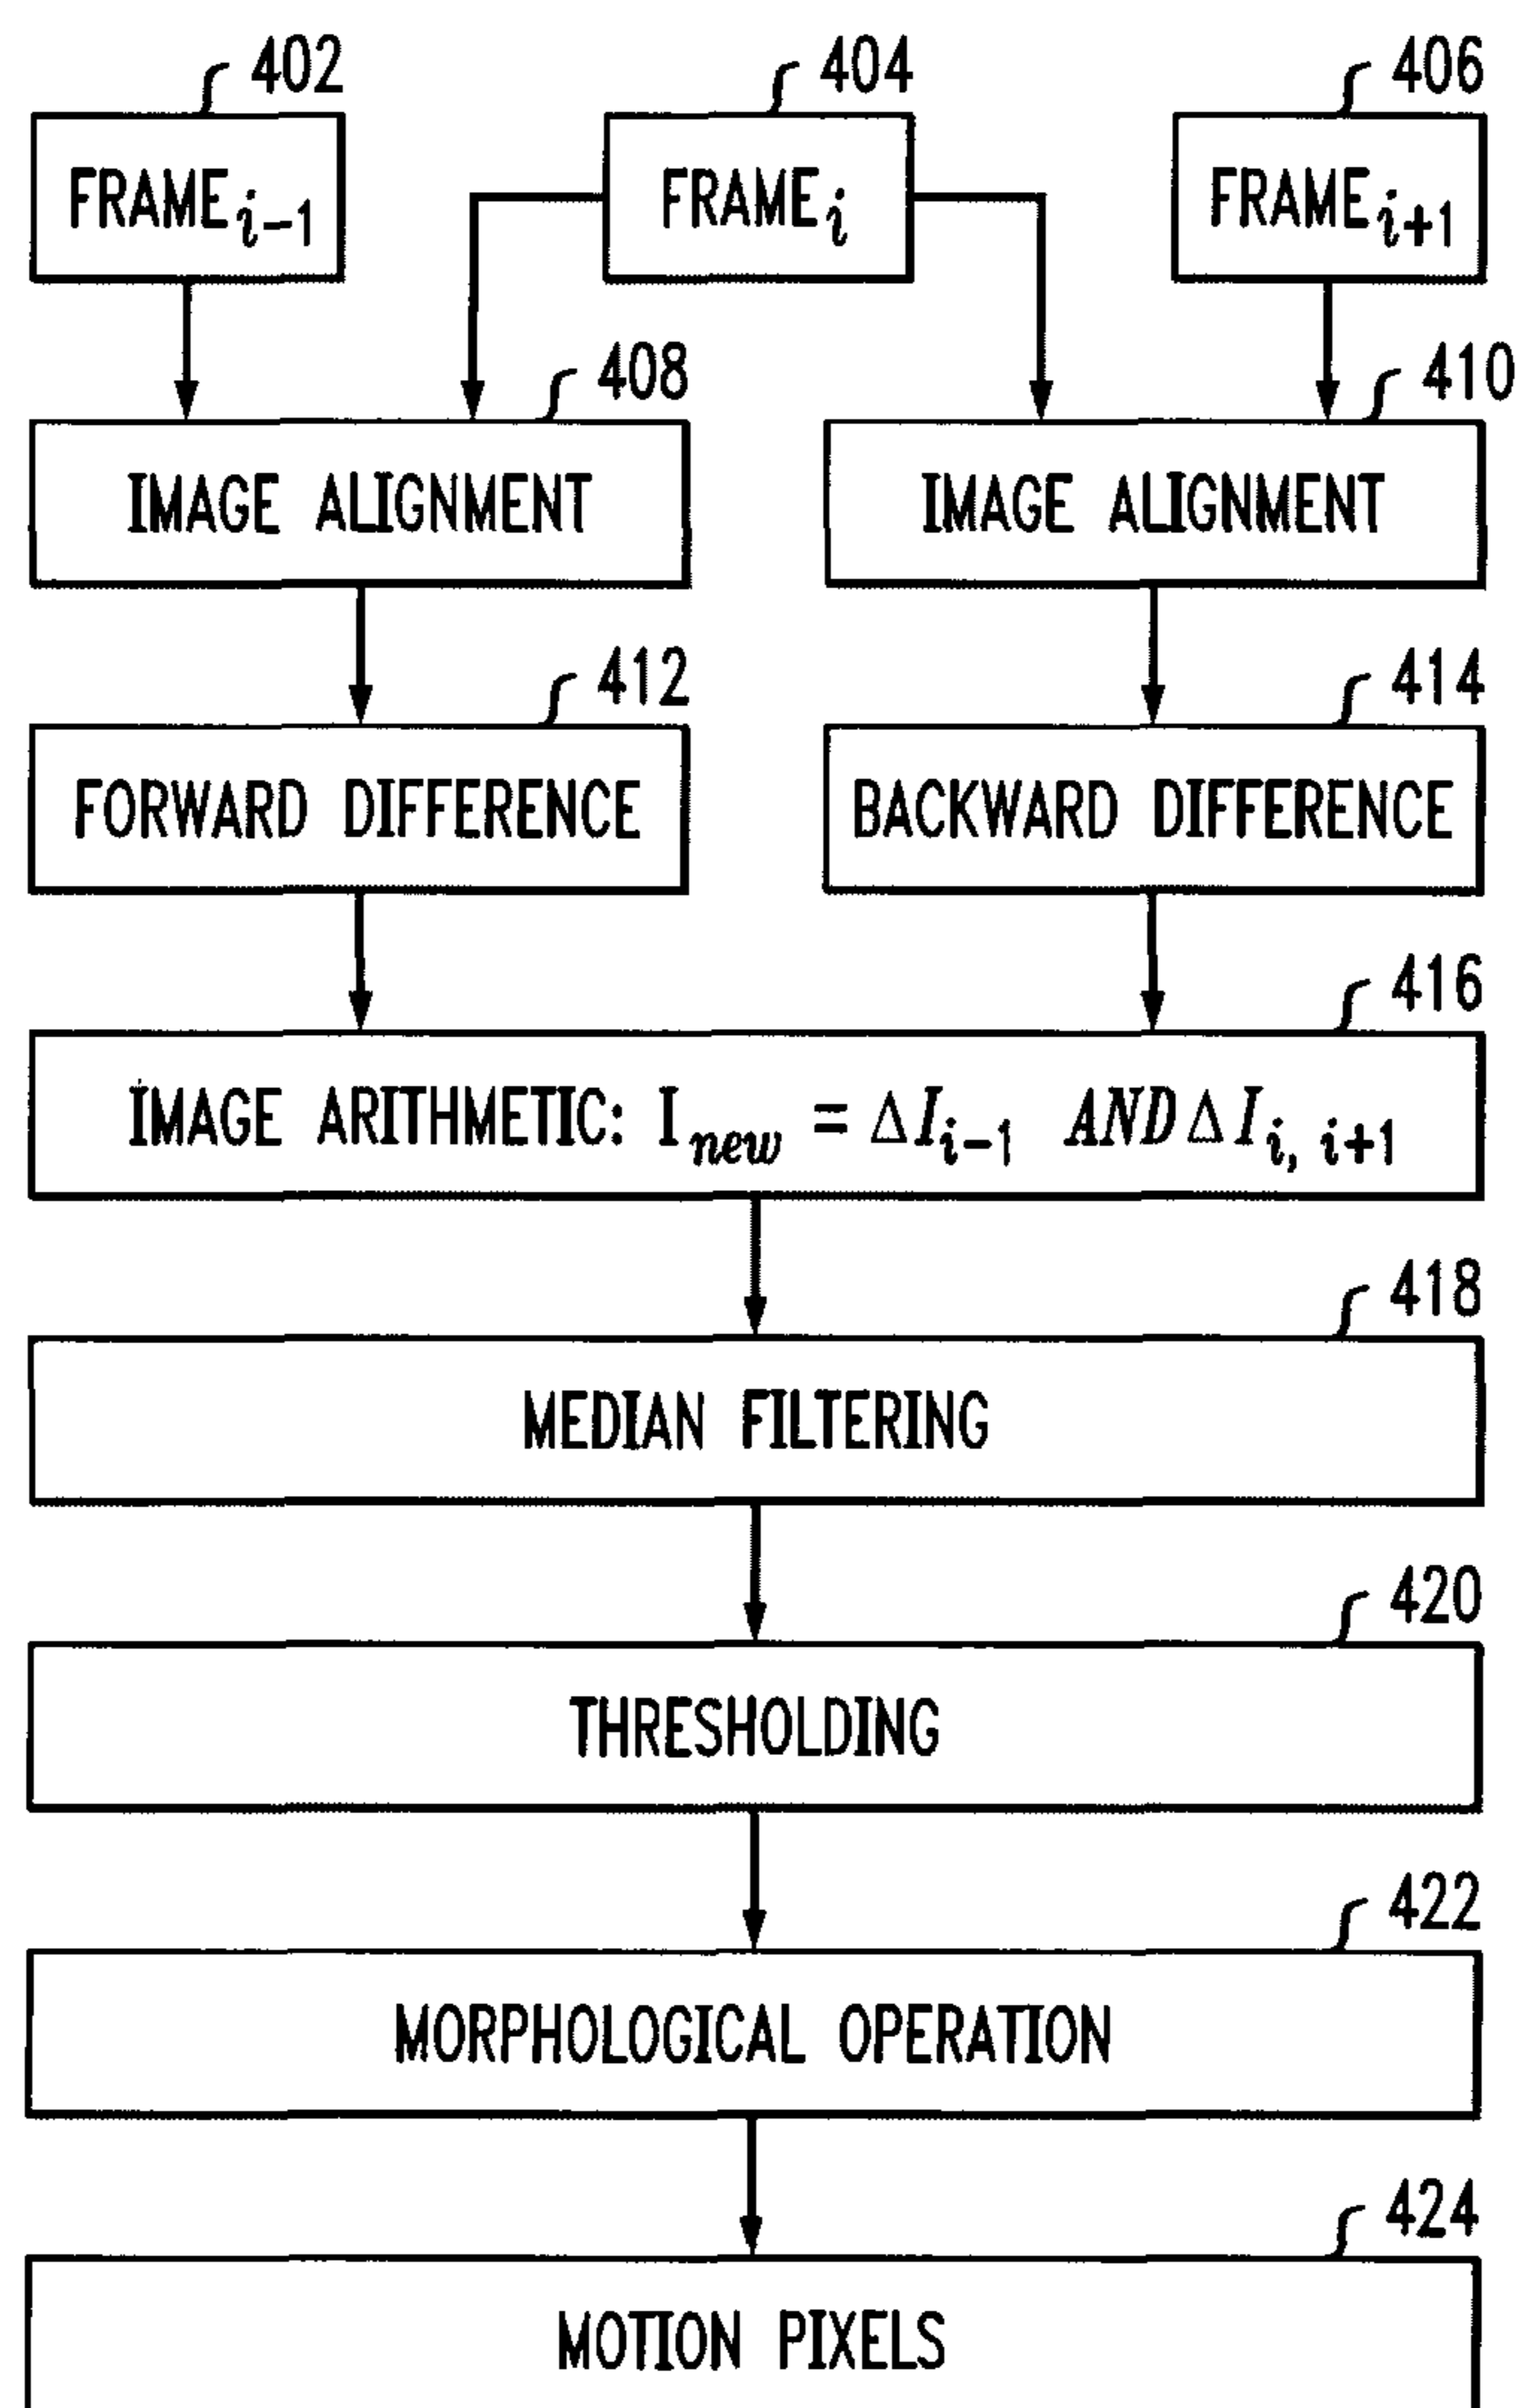 402 404 406
FRAME i−1 FRAME i FRAME i+1
408 410
IMAGE ALIGNMENT IMAGE ALIGNMENT
412 414
FORWARD DIFFERENCE BACKWARD DIFFERENCE
416
IMAGE ARITHMETIC: I new = ΔI i−1 AND ΔI i, i+1
418
MEDIAN FILTERING
420
THRESHOLDING
422
MORPHOLOGICAL OPERATION
424
MOTION PIXELS